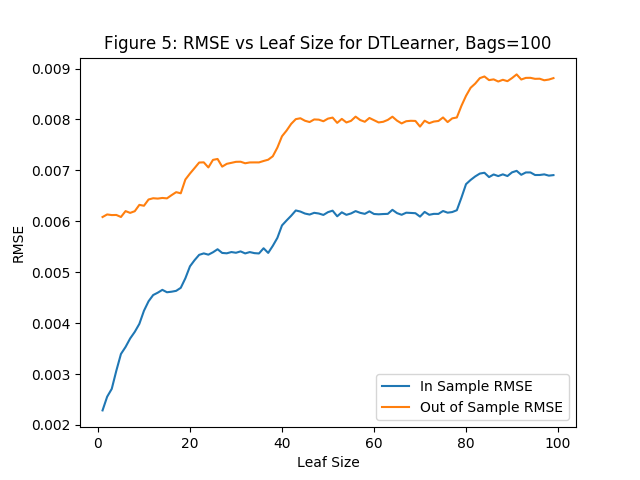 Figure 5: RMSE vs Leaf Size for DTLearner, Bags=100
0.009
0.008
0.007
0.006
0.005
0.004
0.003
0.002
RMSE
0
20
40
60
80
100
Leaf Size
In Sample RMSE
Out of Sample RMSE